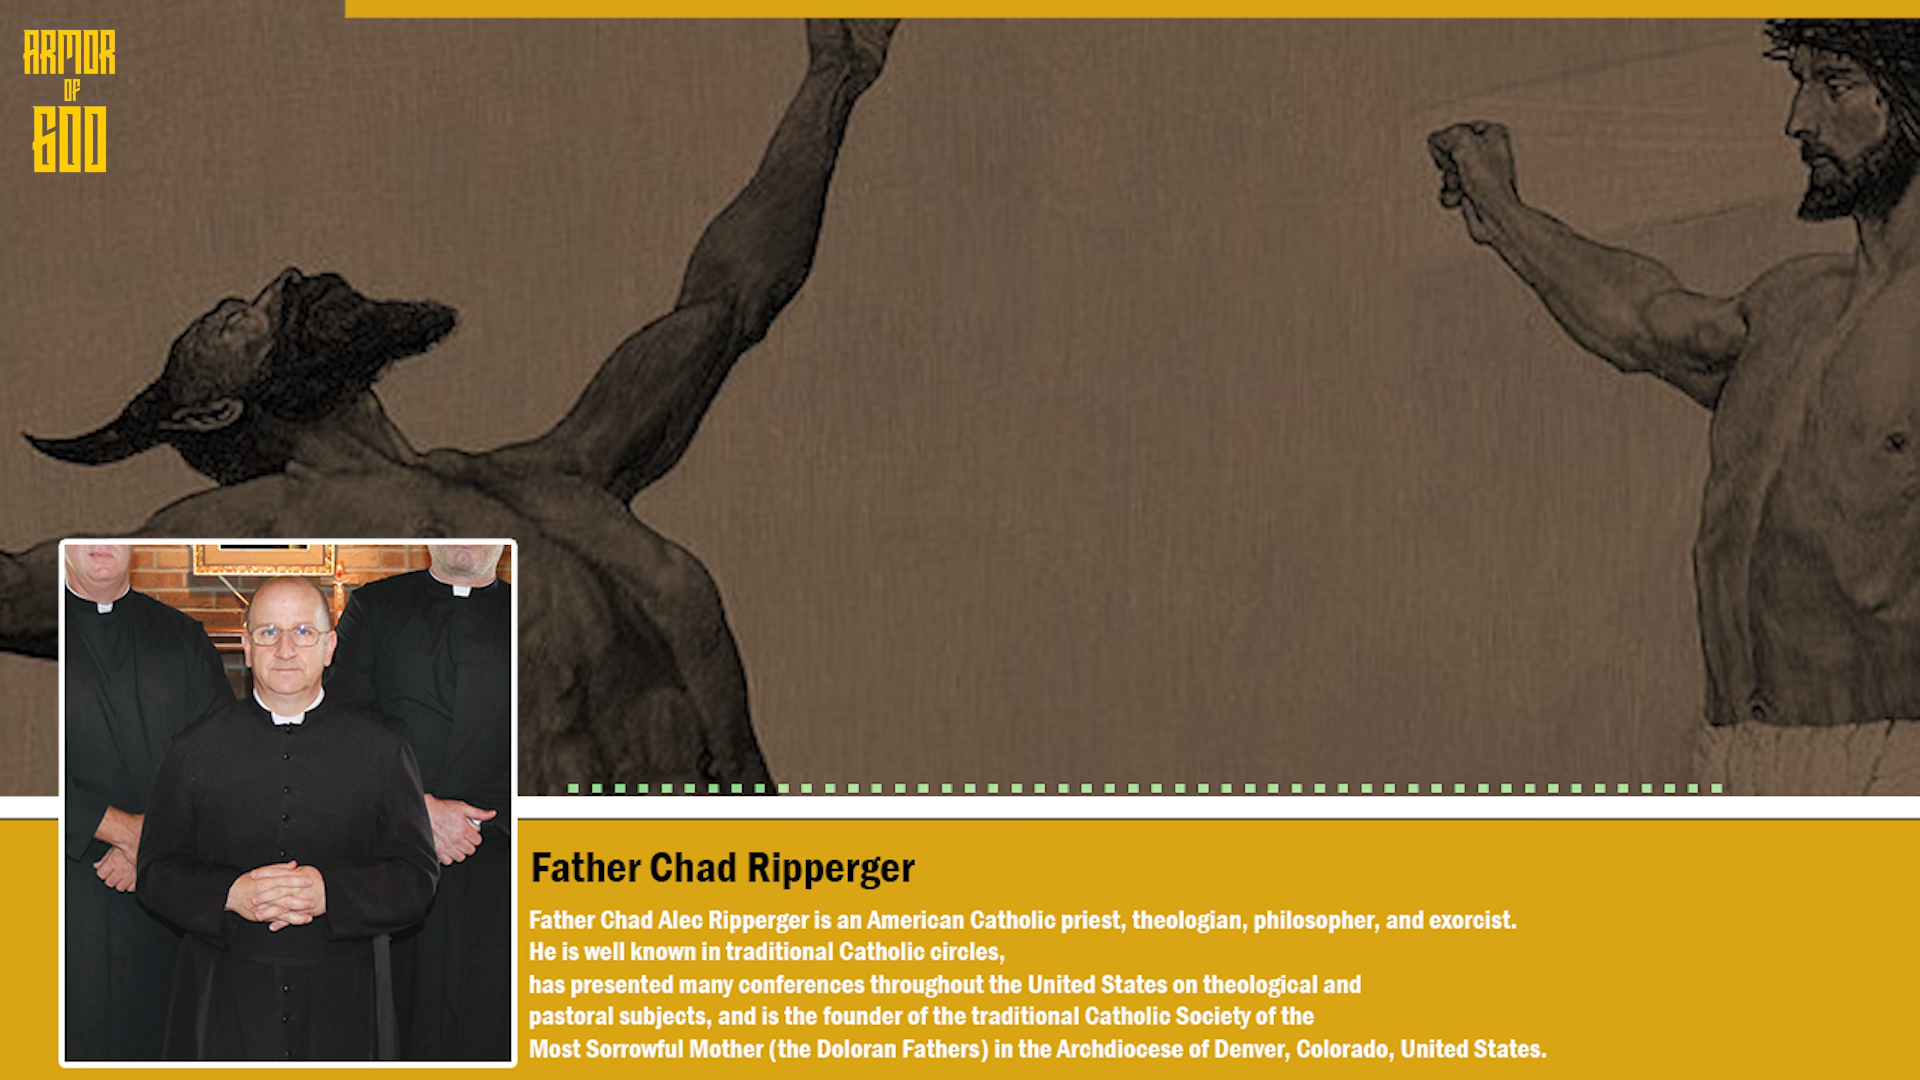 ARMOR
OF
GOD
Father Chad Ripperger
Father Chad Alec Ripperger is an American Catholic priest, theologian, philosopher, and exorcist.
He is well known in traditional Catholic circles,
has presented many conferences throughout the United States on theological and
pastoral subjects, and is the founder of the traditional Catholic Society of the
Most Sorrowful Mother (the Doloran Fathers) in the Archdiocese of Denver, Colorado, United States.